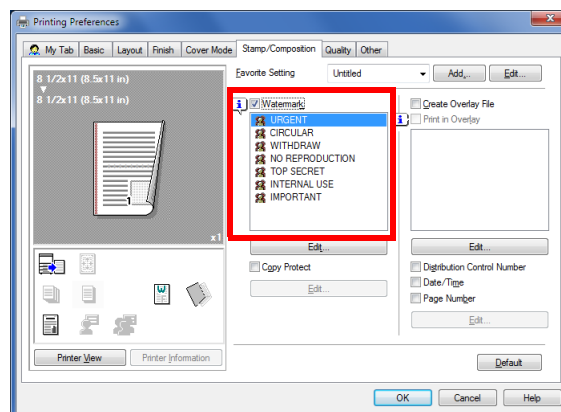 Printing Preferences
My Tab Basic Layout Finish Cover Mode Stamp/Composition Quality Other
8 1/2x11 (8.5x11 in)
8 1/2x11 (8.5x11 in)
1
x1
Printer View Printer Information
Favorite Setting Untitled Add... Edit...
Watermark
URGENT
CIRCULAR
WITHDRAW
NO REPRODUCTION
TOP SECRET
INTERNAL USE
IMPORTANT
Edit...
Copy Protect
Edit...
Create Overlay File
Print in Overlay
Edit...
Distribution Control Number
Date/Time
Page Number
Edit...
Default
OK Cancel Help